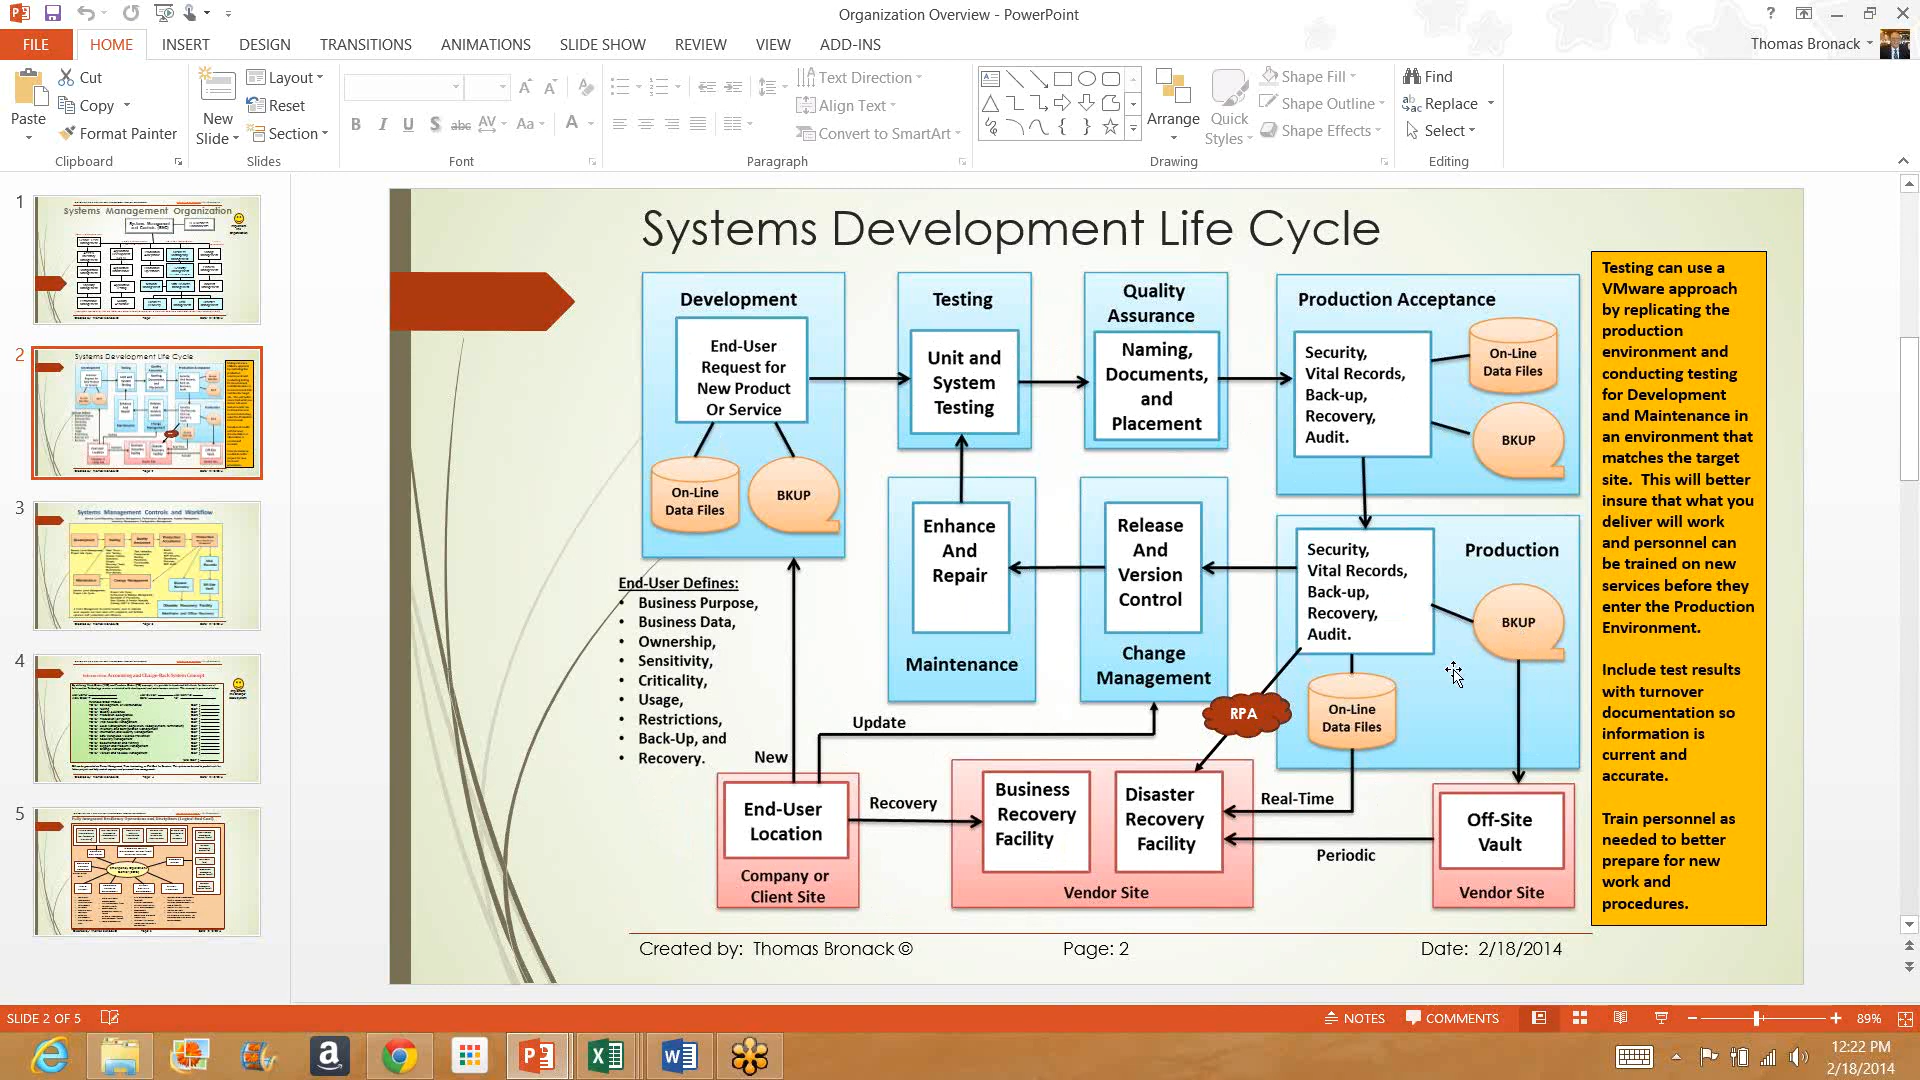 Organization Overview - PowerPoint
?
FILE
HOME
INSERT
DESIGN
TRANSITIONS
ANIMATIONS
SLIDE SHOW
REVIEW
VIEW
ADD-INS
Thomas Bronack
Paste
Cut
Copy
Format Painter
Clipboard
New
Slide
Layout
Reset
Section
Slides
B I U S abc AV Aa A
Font
Text Direction
Align Text
Convert to SmartArt
Paragraph
Arrange
Quick
Styles
Shape Fill
Shape Outline
Shape Effects
Drawing
Find
Replace
Select
Editing
1
Systems Management Organization
2
Systems Development Life Cycle
3
Systems Management Controls and Workflow
4
5
Systems Development Life Cycle
Development
End-User
Request for
New Product
Or Service
On-Line
Data Files
BKUP
Testing
Unit and
System
Testing
Quality
Assurance
Naming,
Documents,
and
Placement
Production Acceptance
Security,
Vital Records,
Back-up,
Recovery,
Audit.
On-Line
Data Files
BKUP
Enhance
And
Repair
Maintenance
Release
And
Version
Control
Change
Management
Security,
Vital Records,
Back-up,
Recovery,
Audit.
Production
BKUP
On-Line
Data Files
RPA
End-User Defines:
• Business Purpose,
• Business Data,
• Ownership,
• Sensitivity,
• Criticality,
• Usage,
• Restrictions,
• Back-Up, and
• Recovery.
New
Update
End-User
Location
Company or
Client Site
Recovery
Business
Recovery
Facility
Disaster
Recovery
Facility
Vendor Site
Real-Time
Periodic
Off-Site
Vault
Vendor Site
Testing can use a
VMware approach
by replicating the
production
environment and
conducting testing
for Development
and Maintenance in
an environment that
matches the target
site. This will better
insure that what you
deliver will work
and personnel can
be trained on new
services before they
enter the Production
Environment.
Include test results
with turnover
documentation so
information is
current and
accurate.
Train personnel as
needed to better
prepare for new
work and
procedures.
Created by: Thomas Bronack ©
Page: 2
Date: 2/18/2014
SLIDE 2 OF 5
NOTES
COMMENTS
89%
12:22 PM
2/18/2014